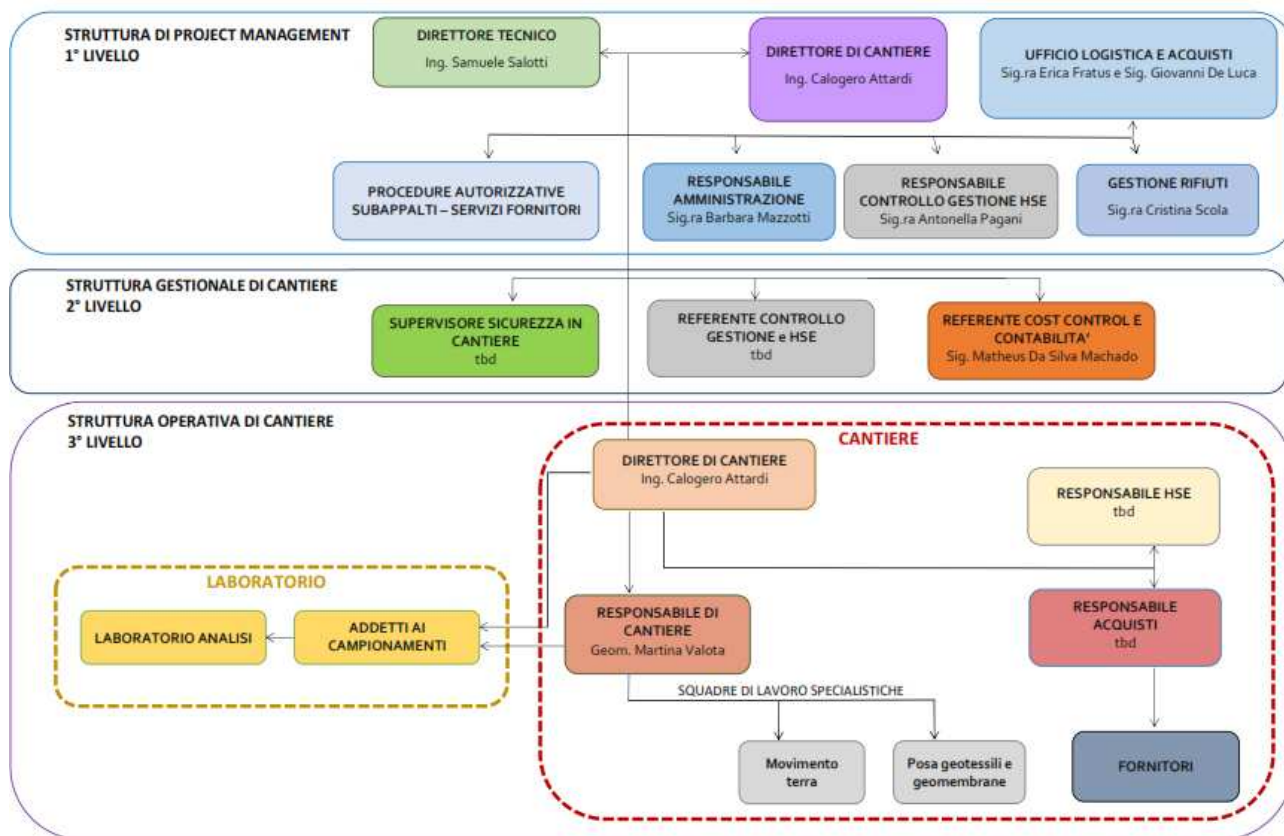 STRUTTURA DI PROJECT MANAGEMENT
1° LIVELLO
DIRETTORE TECNICO
Ing. Samuele Salotti
DIRETTORE DI CANTIERE
Ing. Calogero Attardi
UFFICIO LOGISTICA E ACQUISTI
Sig.ra Erica Fratus e Sig. Giovanni De Luca
PROCEDURE AUTORIZZATIVE
SUBAPPALTI – SERVIZI FORNITORI
RESPONSABILE
AMMINISTRAZIONE
Sig.ra Barbara Mazzotti
RESPONSABILE
CONTROLLO GESTIONE HSE
Sig.ra Antonella Pagani
GESTIONE RIFIUTI
Sig.ra Cristina Scola
STRUTTURA GESTIONALE DI CANTIERE
2° LIVELLO
SUPERVISORE SICUREZZA IN
CANTIERE
tbd
REFERENTE CONTROLLO
GESTIONE e HSE
tbd
REFERENTE COST CONTROL E
CONTABILITA'
Sig. Matheus Da Silva Machado
STRUTTURA OPERATIVA DI CANTIERE
3° LIVELLO
CANTIERE
DIRETTORE DI CANTIERE
Ing. Calogero Attardi
RESPONSABILE HSE
tbd
LABORATORIO
LABORATORIO ANALISI
ADDETTI AI
CAMPIONAMENTI
RESPONSABILE DI
CANTIERE
Geom. Martina Valota
RESPONSABILE
ACQUISTI
tbd
SQUADRE DI LAVORO SPECIALISTICHE
Movimento
terra
Posa geotessili e
geomembrane
FORNITORI